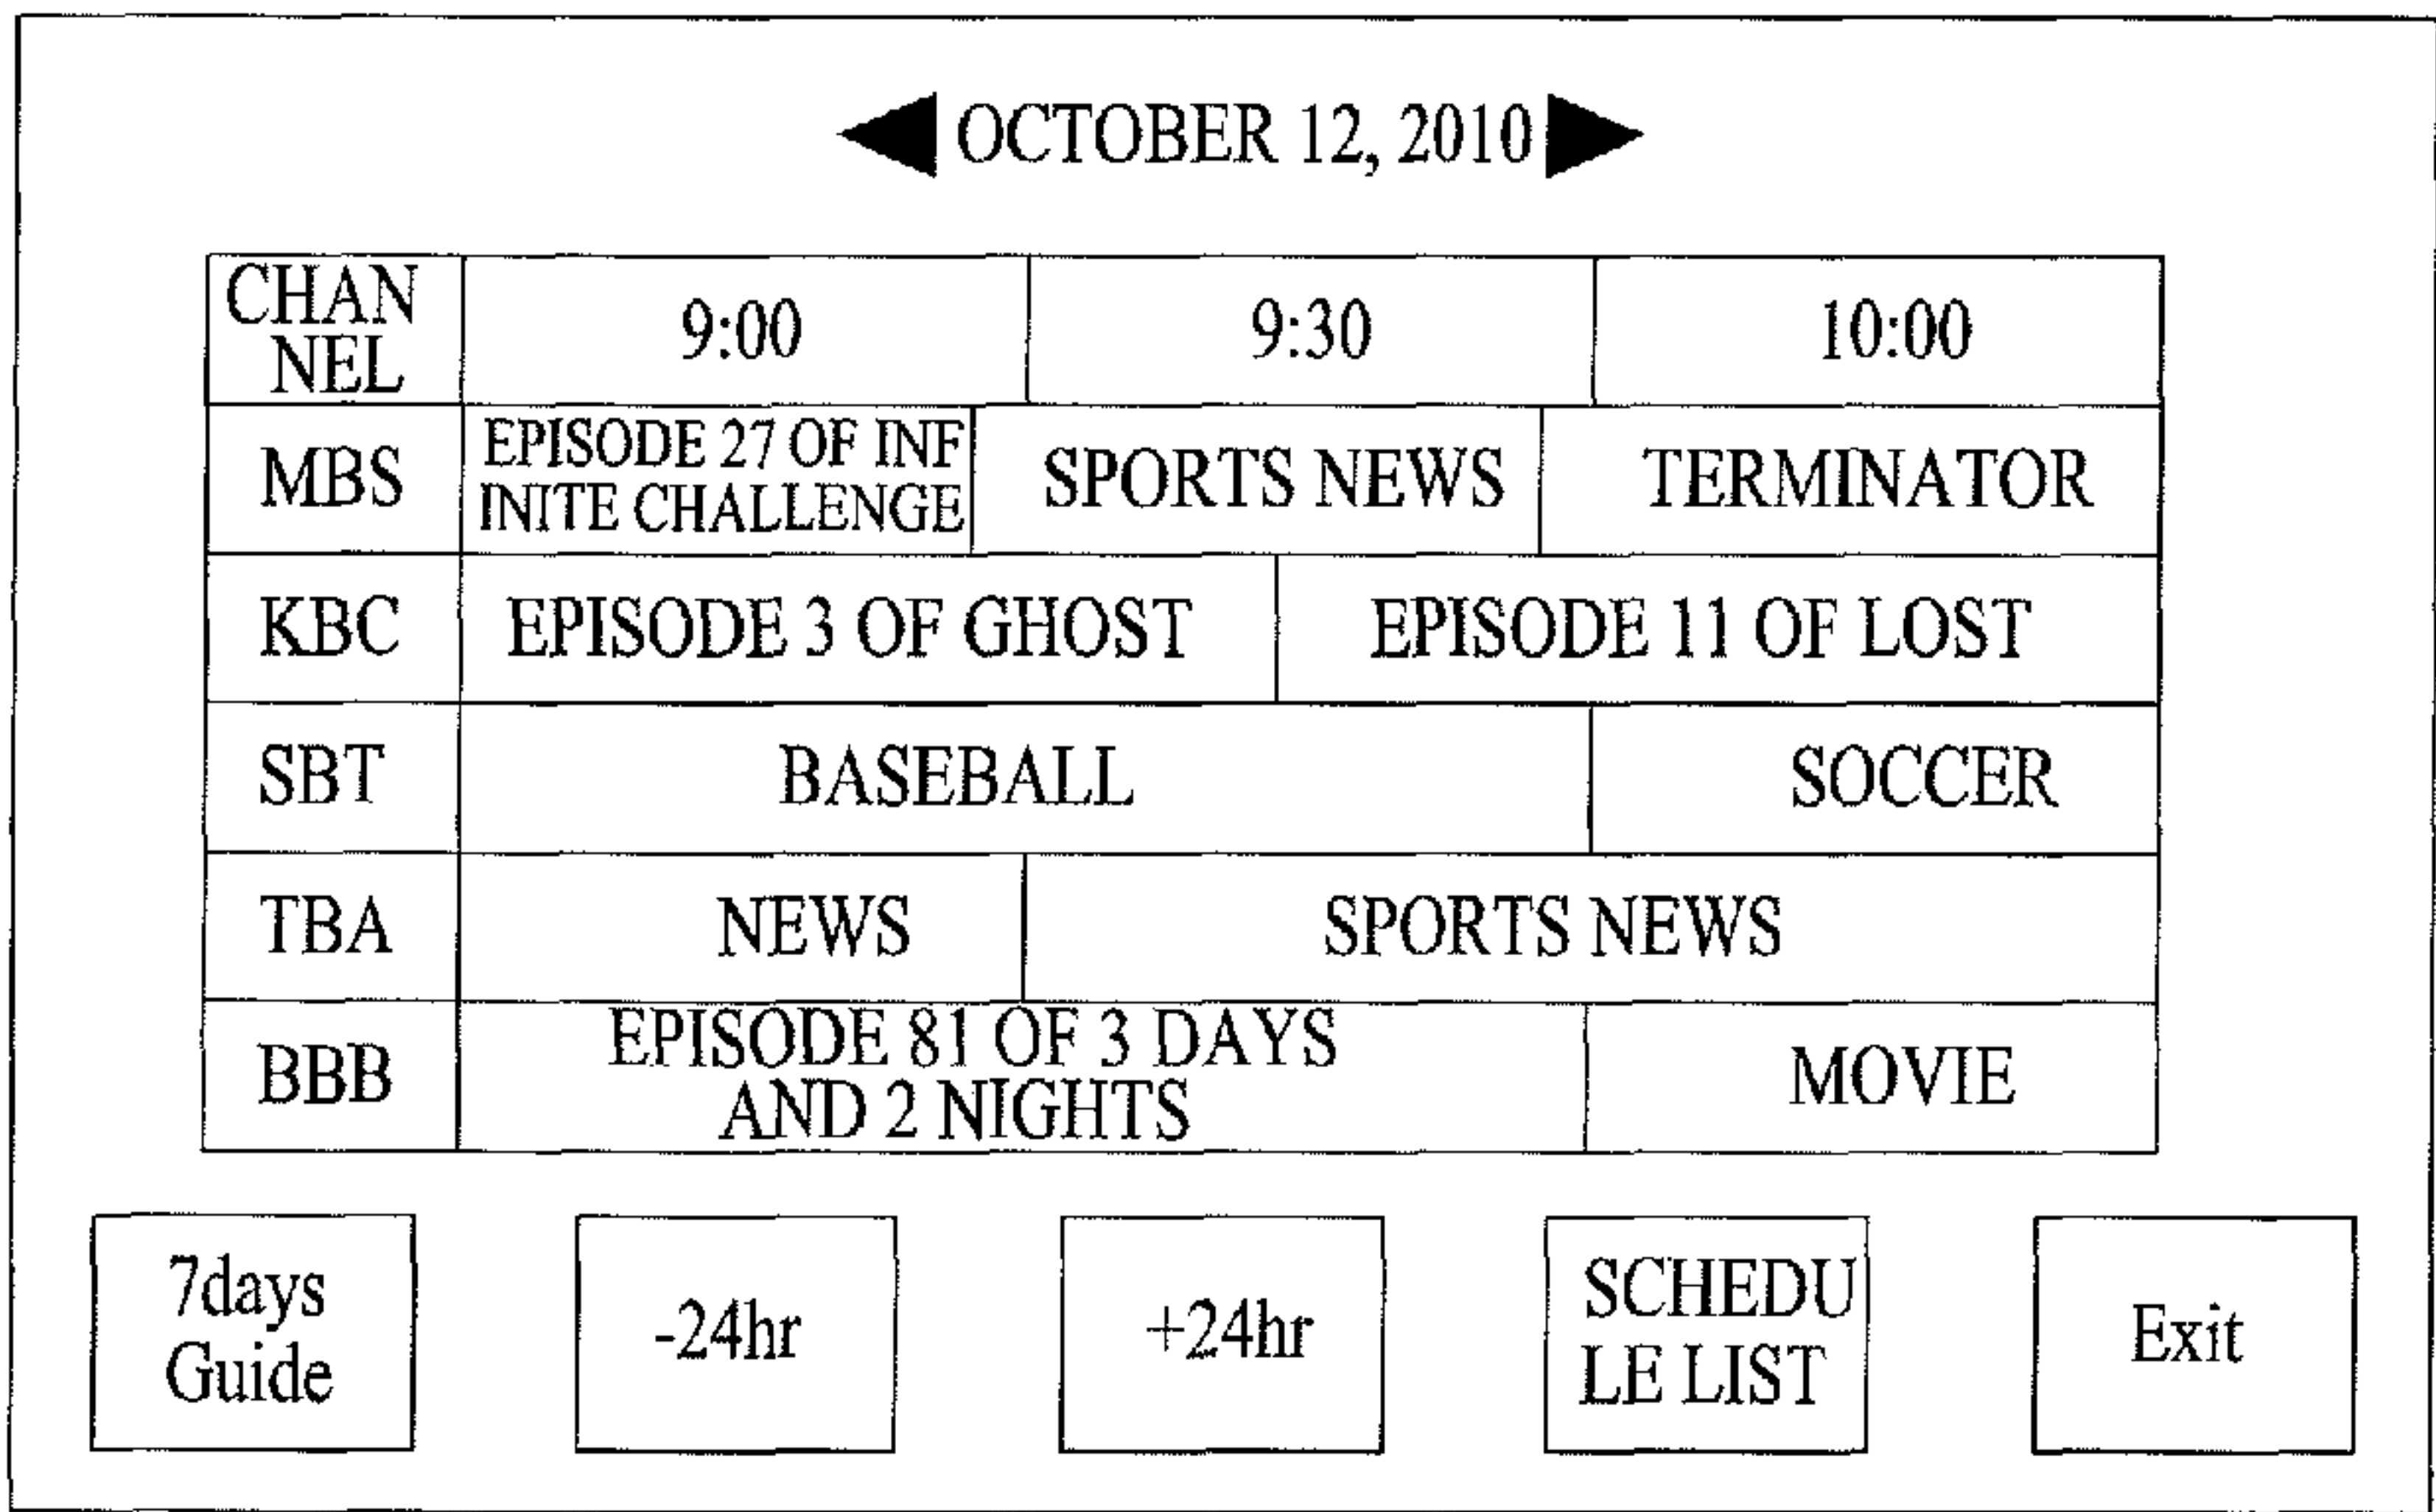 OCTOBER 12, 2010
CHAN
NEL
9:00
9:30
10:00
MBS
EPISODE 27 OF INF
INITE CHALLENGE
SPORTS NEWS
TERMINATOR
KBC
EPISODE 3 OF GHOST
EPISODE 11 OF LOST
SBT
BASEBALL
SOCCER
TBA
NEWS
SPORTS NEWS
BBB
EPISODE 81 OF 3 DAYS
AND 2 NIGHTS
MOVIE
7days
Guide
-24hr
+24hr
SCHEDU
LE LIST
Exit